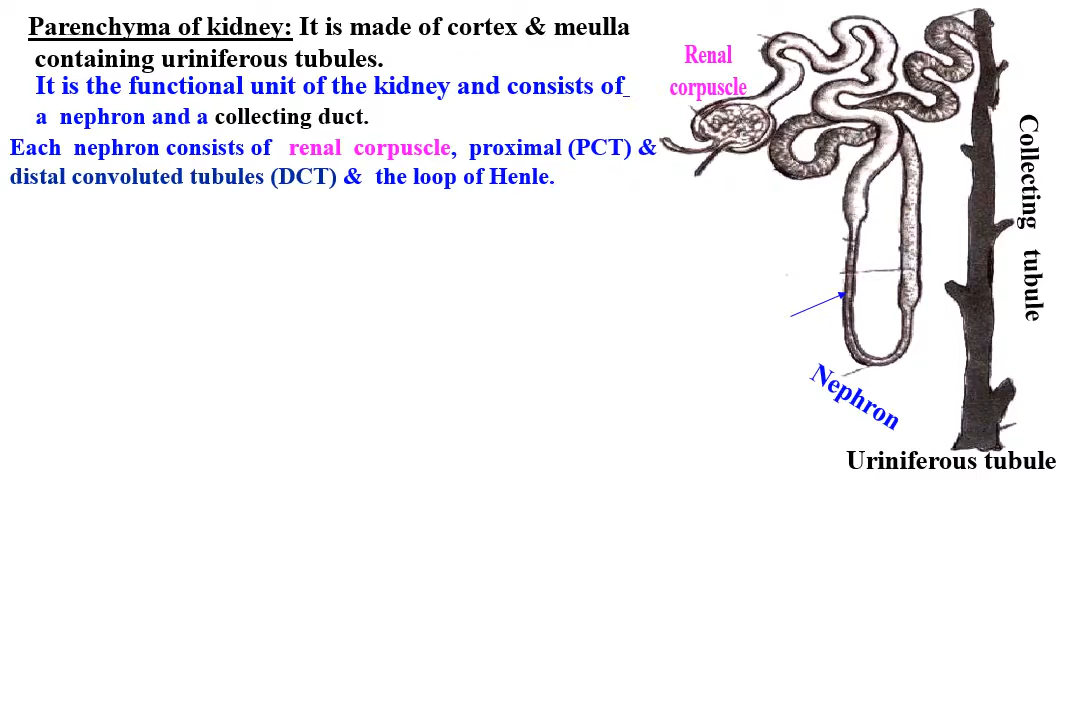 Parenchyma of kidney: It is made of cortex & meulla
containing uriniferous tubules.
It is the functional unit of the kidney and consists of
a nephron and a collecting duct.
Each nephron consists of renal corpuscle, proximal (PCT) &
distal convoluted tubules (DCT) & the loop of Henle.
Renal
corpuscle
Collecting tubule
Nephron
Uriniferous tubule